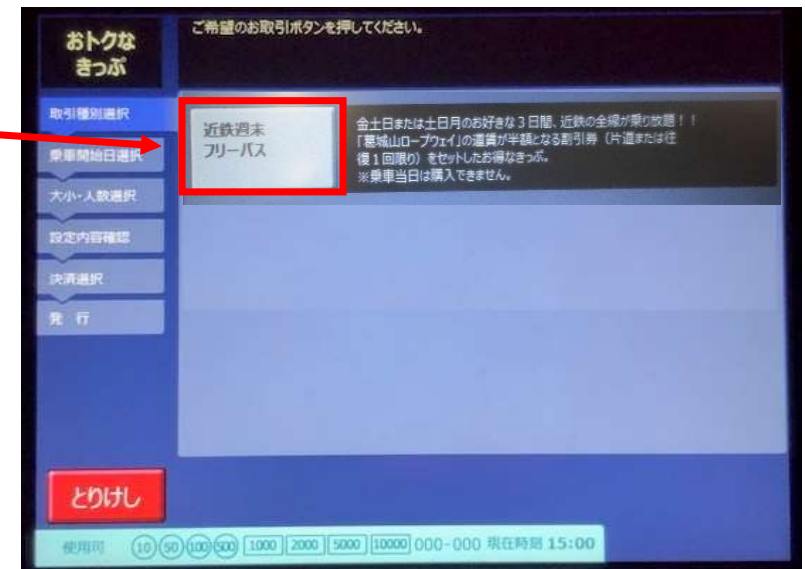 おトクな
きっぷ
ご希望のお取引ボタンを押してください。
取引種別選択
乗車開始日選択
大小・人数選択
設定内容確認
決済選択
発 行
近鉄週末
フリーパス
金土日または土日月のお好きな3日間、近鉄の全線が乗り放題！！
「葛城山ロープウェイ」の運賃が半額となる割引券（片道または往
復1回限り）をセットしたお得なきっぷ。
※乗車当日は購入できません。
とりけし
使用可 10 50 100 500 1000 2000 5000 10000 000-000 現在時刻 15:00